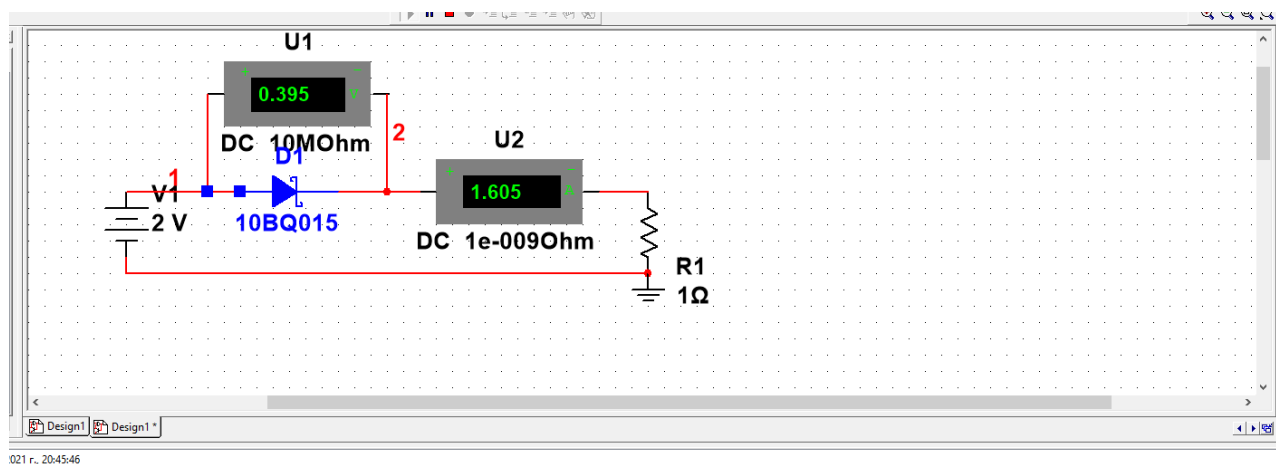 U1
+ −
0.395 V
DC 10MOhm
2
U2
D1
+ −
1
V1
1.605 A
2 V
10BQ015
DC 1e-009Ohm
R1
1Ω
Design1 Design1 *
2021 г., 20:45:46